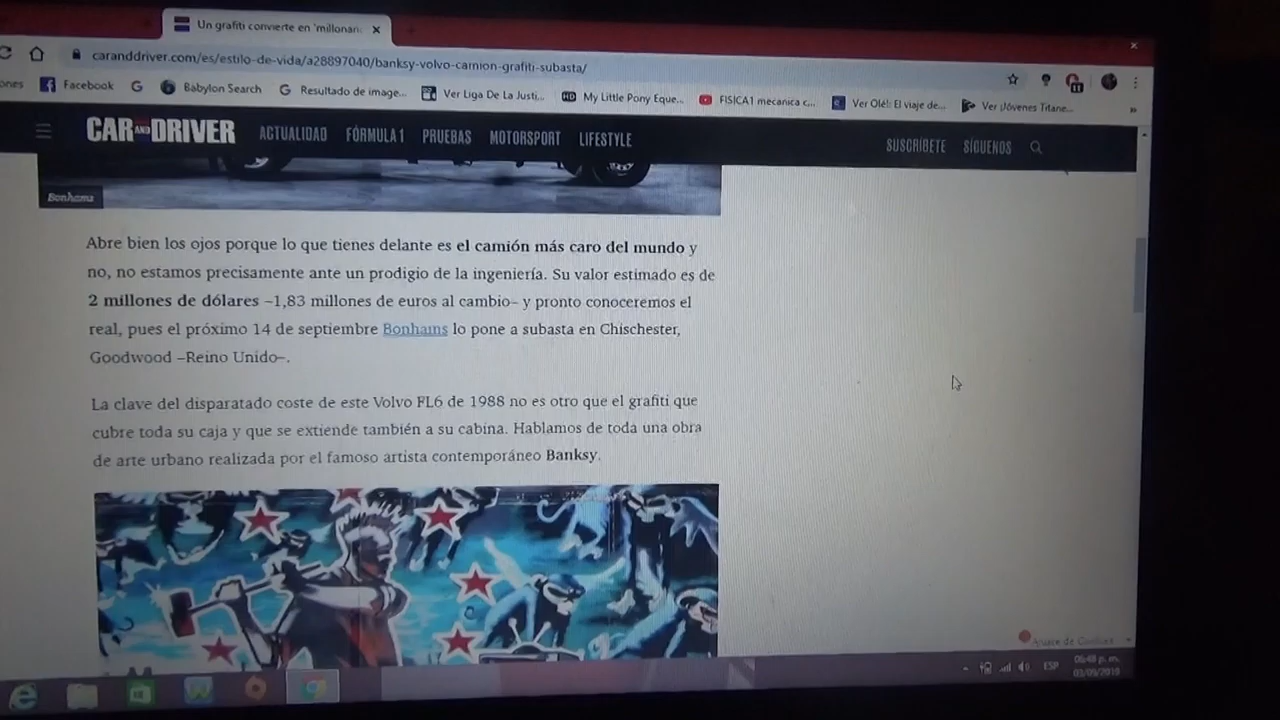 Un grafiti convierte en 'millonan
caranddriver.com/es/estilo-de-vida/a28897040/banksy-volvo-camion-grafiti-subasta/
ones Facebook Babylon Search Resultado de image... Ver Liga De La Justi... My Little Pony Eque... FISICA1 mecanica c... Ver Olé!: El viaje de... Ver ¡Jóvenes Titane...
CAR AND DRIVER ACTUALIDAD FÓRMULA 1 PRUEBAS MOTORSPORT LIFESTYLE SUSCRÍBETE SÍGUENOS
Bonhams
Abre bien los ojos porque lo que tienes delante es el camión más caro del mundo y
no, no estamos precisamente ante un prodigio de la ingeniería. Su valor estimado es de
2 millones de dólares –1,83 millones de euros al cambio– y pronto conoceremos el
real, pues el próximo 14 de septiembre Bonhams lo pone a subasta en Chischester,
Goodwood –Reino Unido–.
La clave del disparatado coste de este Volvo FL6 de 1988 no es otro que el grafiti que
cubre toda su caja y que se extiende también a su cabina. Hablamos de toda una obra
de arte urbano realizada por el famoso artista contemporáneo Banksy.
ESP